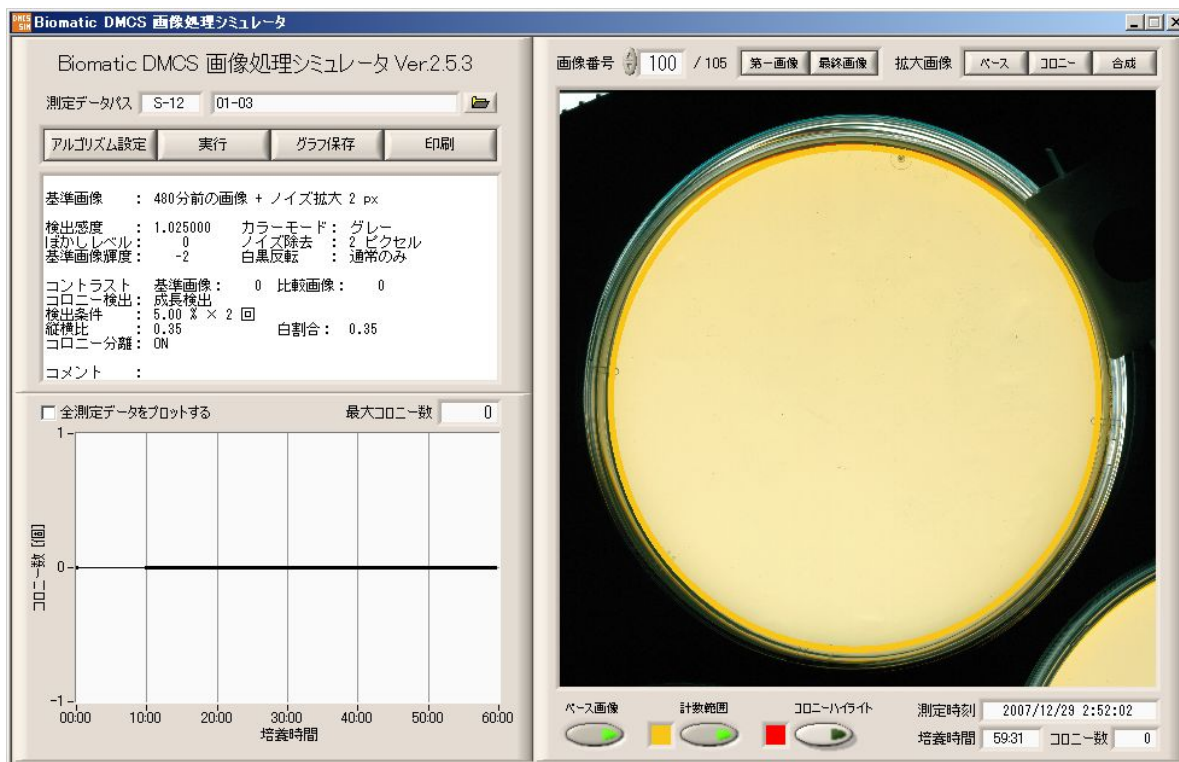 DMCS SIM Biomatic DMCS 画像処理シミュレータ
Biomatic DMCS 画像処理シミュレータ Ver.2.5.3
測定データパス S-12 01-03
アルゴリズム設定 実行 グラフ保存 印刷
基準画像 : 480分前の画像 + ノイズ拡大 2 px
検出感度 : 1.025000 カラーモード: グレー
ぼかしレベル: 0 ノイズ除去 : 2 ピクセル
基準画像輝度: -2 白黒反転 : 通常のみ
コントラスト 基準画像: 0 比較画像: 0
コロニー検出: 成長検出
検出条件 : 5.00 % × 2 回
縦横比 : 0.35 白割合: 0.35
コロニー分離: ON
コメント :
全測定データをプロットする 最大コロニー数 0
1
0
-1
コロニー数 [個]
00:00 10:00 20:00 30:00 40:00 50:00 60:00
培養時間
画像番号 100 / 105 第一画像 最終画像 拡大画像 ベース コロニー 合成
ベース画像 計数範囲 コロニーハイライト
測定時刻 2007/12/29 2:52:02
培養時間 59:31 コロニー数 0